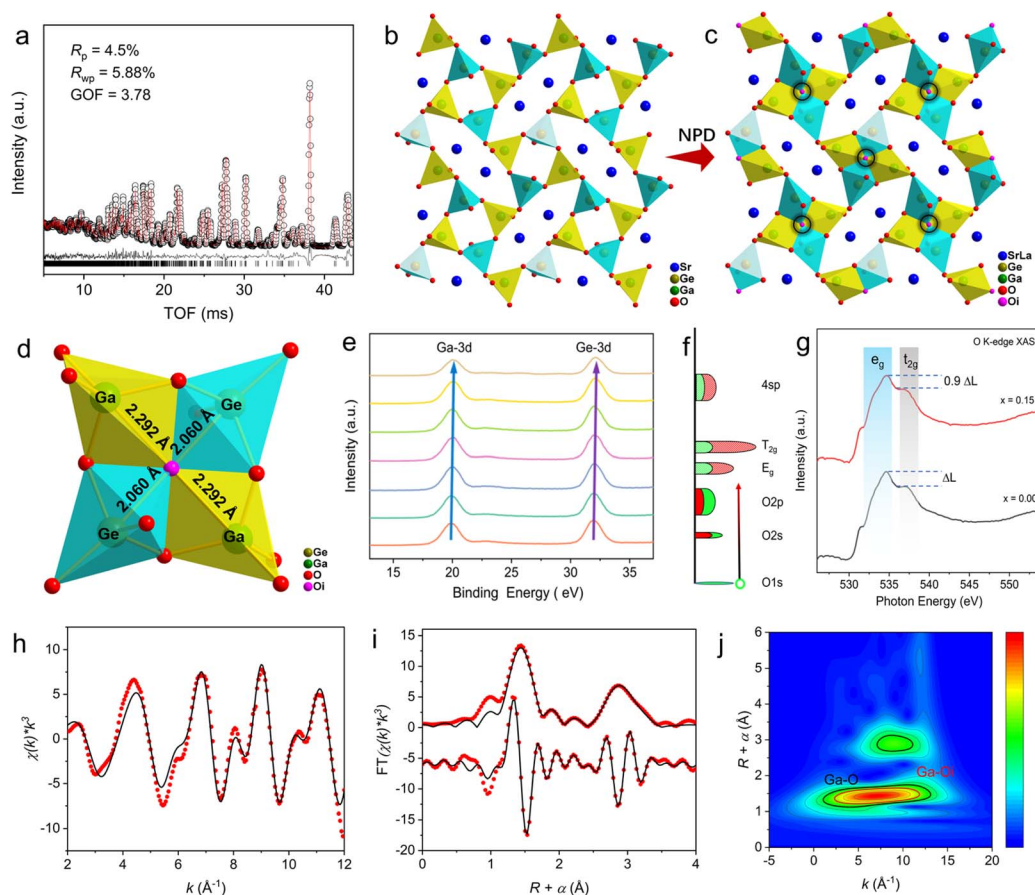 a
R_p = 4.5%
R_wp = 5.88%
GOF = 3.78
Intensity (a.u.)
10 20 30 40
TOF (ms)
b
Sr
Ge
Ga
O
NPD
c
SrLa
Ge
Ga
O
Oi
d
Ga
Ge
2.292 Å
2.060 Å
2.060 Å
2.292 Å
Ge
Ga
Ge
Ga
O
Oi
e
Ga-3d
Ge-3d
Intensity (a.u.)
15 20 25 30 35
Binding Energy ( eV)
f
4sp
T2g
Eg
O2p
O2s
O1s
g
O K-edge XAS
e_g
t_2g
0.9 ΔL
x = 0.15
ΔL
x = 0.00
Intensity (a.u.)
530 535 540 545 550
Photon Energy (eV)
h
10
5
0
-5
-10
χ(k)*k³
2 4 6 8 10 12
k (Å⁻¹)
i
15
10
5
0
-5
-10
-15
-20
FT(χ(k)*k³)
0 1 2 3 4
R + α (Å)
j
6
5
4
3
2
1
0
R + α (Å)
Ga-O
Ga-Oi
-5 0 5 10 15 20
k (Å⁻¹)